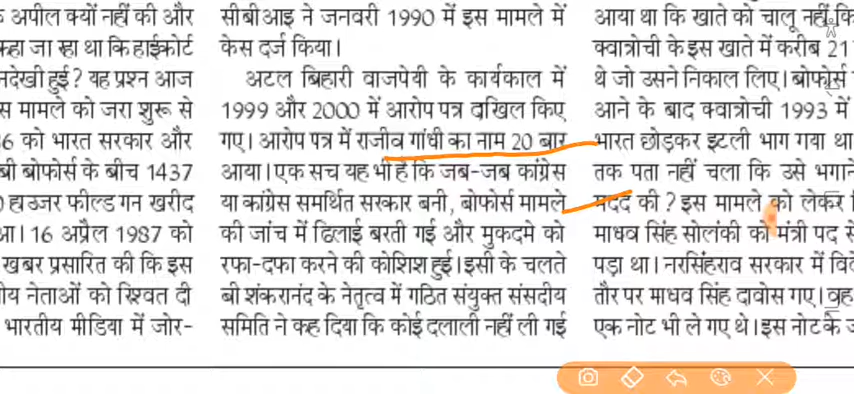 अपील क्यों नहीं की और
कहा जा रहा था कि हाईकोर्ट
नदेखी हुई? यह प्रश्न आज
स मामले को जरा शुरू से
6 को भारत सरकार और
बी बोफोर्स के बीच 1437
हाउजर फील्ड गन खरीद
आ। 16 अप्रैल 1987 को
खबर प्रसारित की कि इस
ीय नेताओं को रिश्वत दी
भारतीय मीडिया में जोर-
सीबीआइ ने जनवरी 1990 में इस मामले में
केस दर्ज किया।
अटल बिहारी वाजपेयी के कार्यकाल में
1999 और 2000 में आरोप पत्र दाखिल किए
गए। आरोप पत्र में राजीव गांधी का नाम 20 बार
आया। एक सच यह भी है कि जब-जब कांग्रेस
या कांग्रेस समर्थित सरकार बनी, बोफोर्स मामले
की जांच में ढिलाई बरती गई और मुकदमे को
रफा-दफा करने की कोशिश हुई। इसी के चलते
बी शंकरानंद के नेतृत्व में गठित संयुक्त संसदीय
समिति ने कह दिया कि कोई दलाली नहीं ली गई
आया था कि खाते को चालू नहीं कि
क्वात्रोची के इस खाते में करीब 21
थे जो उसने निकाल लिए। बोफोर्स
आने के बाद क्वात्रोची 1993 में
भारत छोड़कर इटली भाग गया था
तक पता नहीं चला कि उसे भगाने
मदद की? इस मामले को लेकर
माधव सिंह सोलंकी को मंत्री पद से
पड़ा था। नरसिंहराव सरकार में विदे
तौर पर माधव सिंह दावोस गए। वह
एक नोट भी ले गए थे। इस नोट के